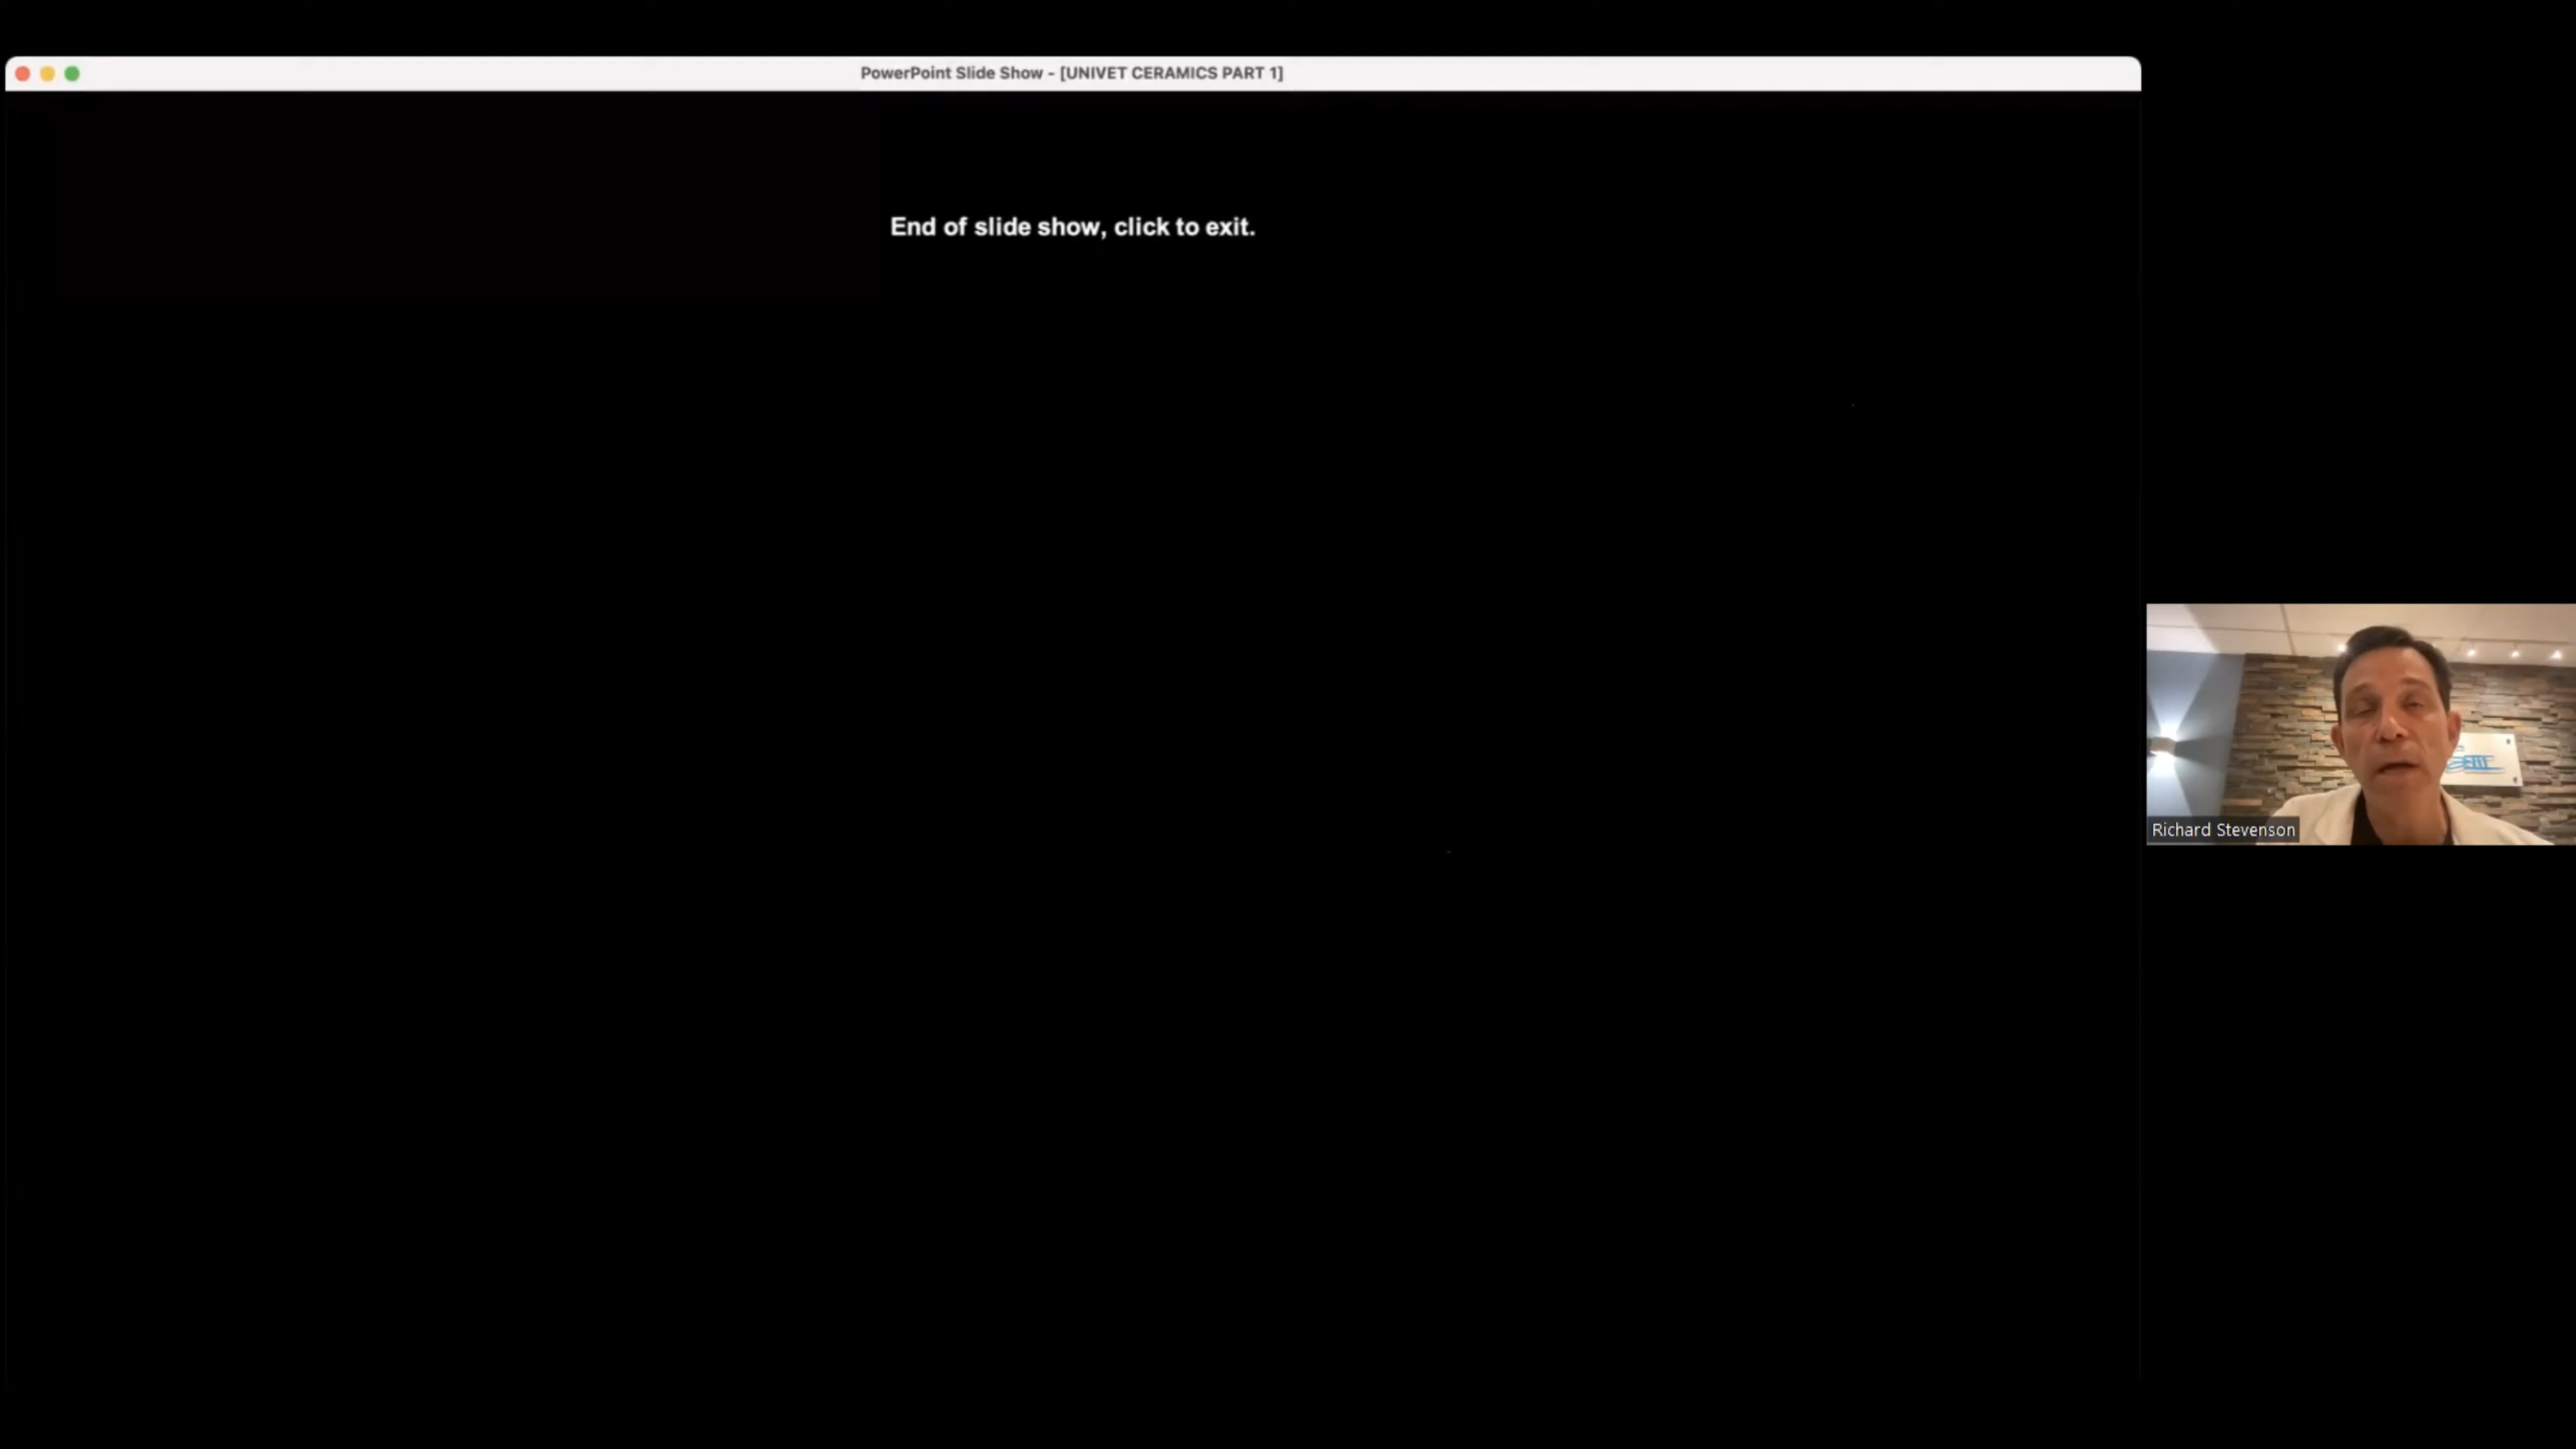 PowerPoint Slide Show - [UNIVET CERAMICS PART 1]
End of slide show, click to exit.
Richard Stevenson